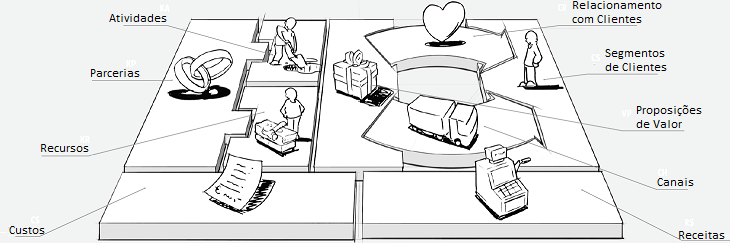 Atividades
Relacionamento
com Clientes
Parcerias
Segmentos
de Clientes
Proposições
de Valor
Recursos
Canais
Custos
Receitas